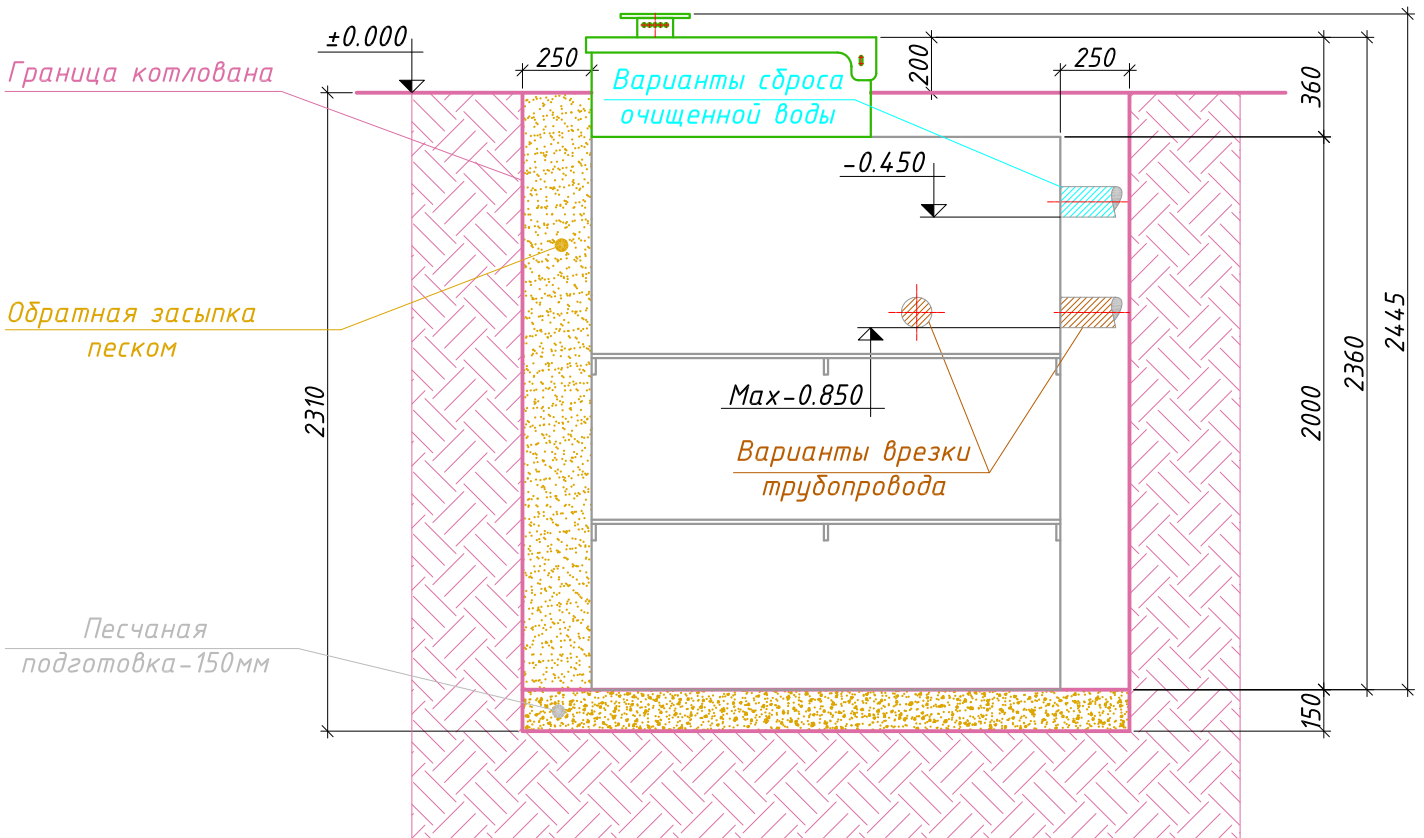 ±0.000
Граница котлована
250
Варианты сброса
очищенной воды
200
250
360
-0.450
Обратная засыпка
песком
2310
Max-0.850
2445
2360
2000
Варианты врезки
трубопровода
Песчаная
подготовка-150мм
150